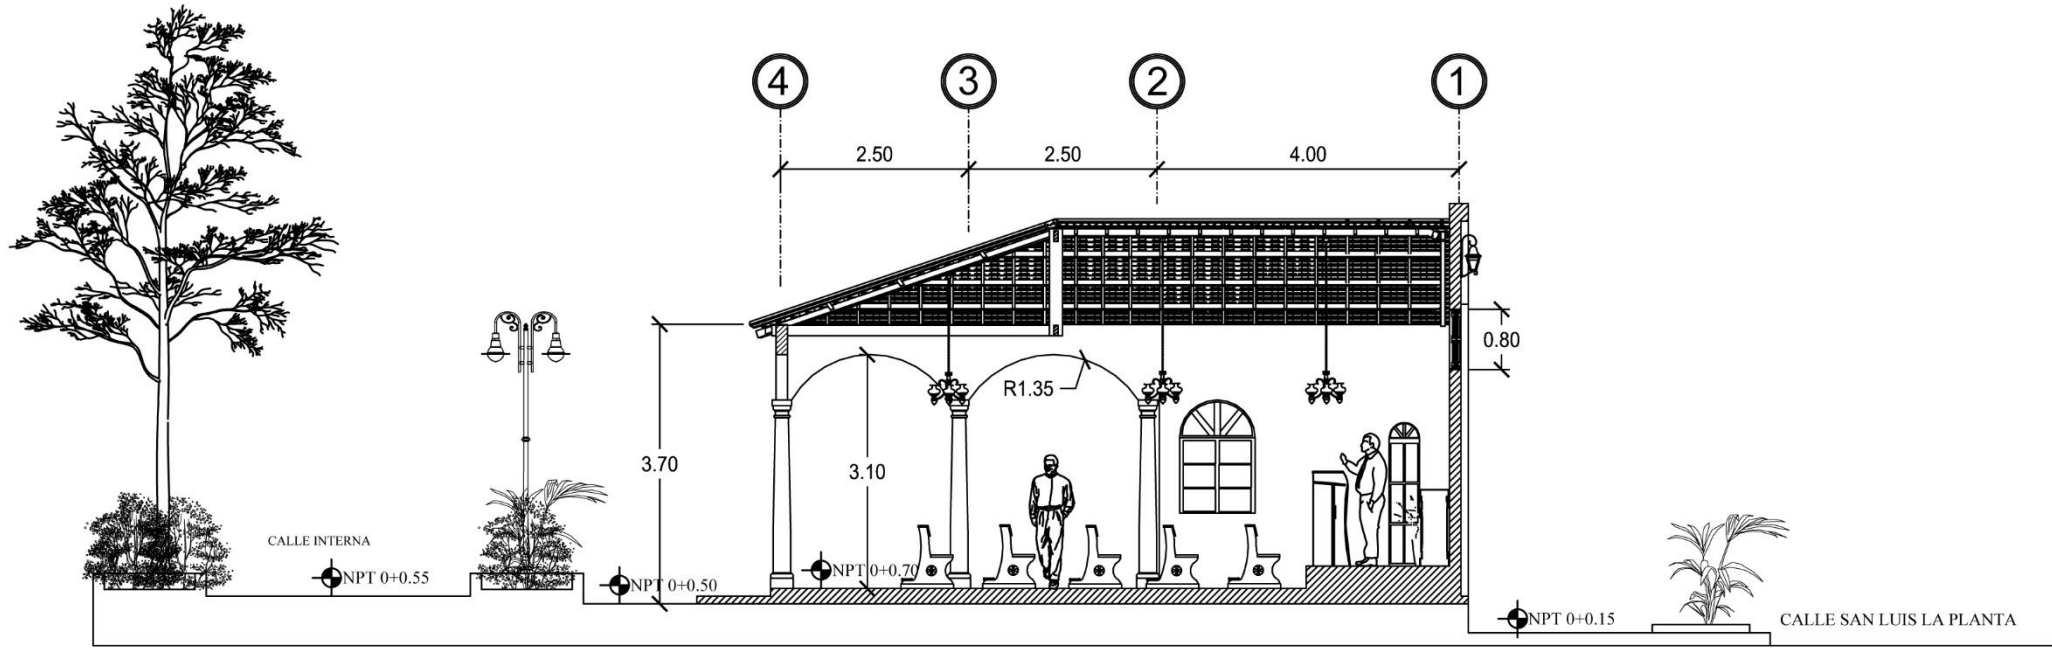 4 3 2 1
2.50 2.50 4.00
0.80
R1.35
3.70
3.10
CALLE INTERNA
NPT 0+0.55
NPT 0+0.50
NPT 0+0.70
NPT 0+0.15
CALLE SAN LUIS LA PLANTA